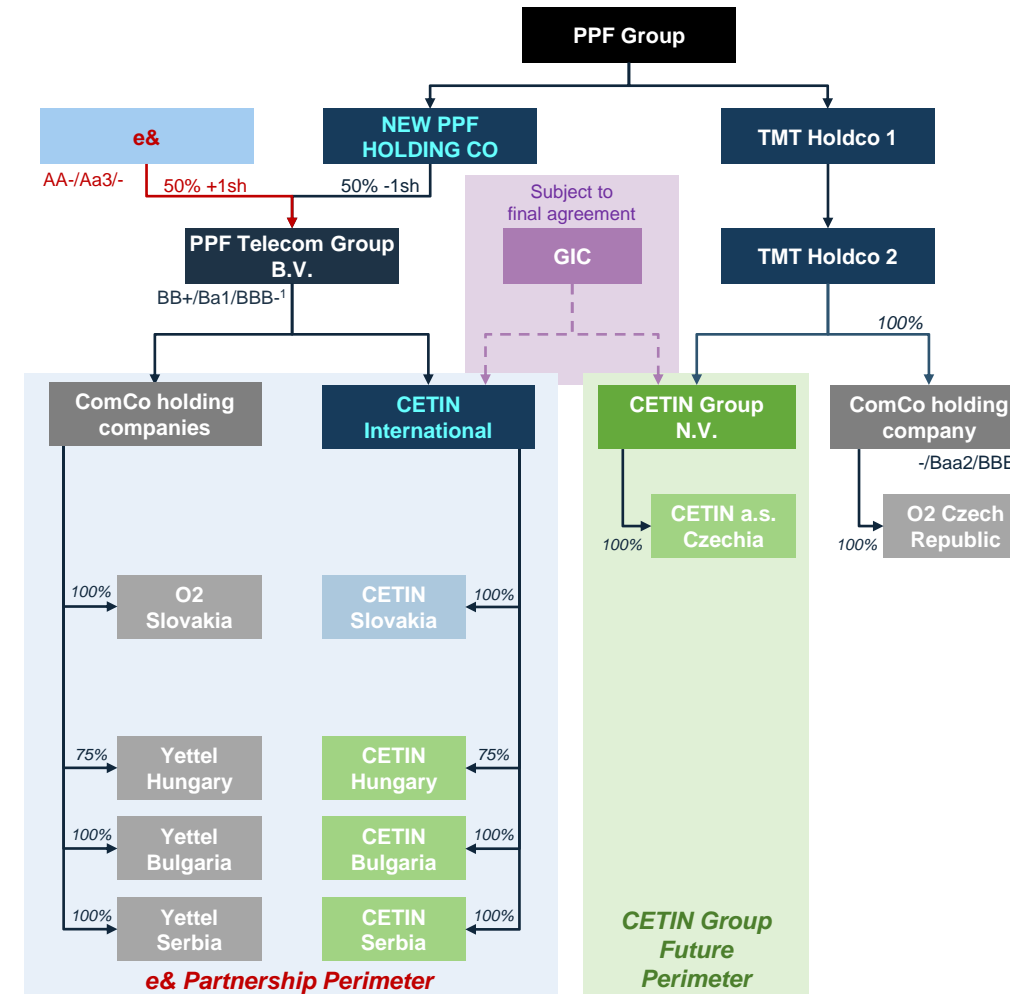 PPF Group
e&
NEW PPF
HOLDING CO
TMT Holdco 1
AA-/Aa3/-
50% +1sh
50% -1sh
Subject to
final agreement
GIC
PPF Telecom Group
B.V.
TMT Holdco 2
BB+/Ba1/BBB-¹
100%
ComCo holding
companies
CETIN
International
CETIN Group
N.V.
ComCo holding
company
-/Baa2/BBB
CETIN a.s.
Czechia
100%
O2 Czech
Republic
100%
100%
O2
Slovakia
CETIN
Slovakia
100%
75%
Yettel
Hungary
CETIN
Hungary
75%
100%
Yettel
Bulgaria
CETIN
Bulgaria
100%
100%
Yettel
Serbia
CETIN
Serbia
100%
e& Partnership Perimeter
CETIN Group
Future
Perimeter